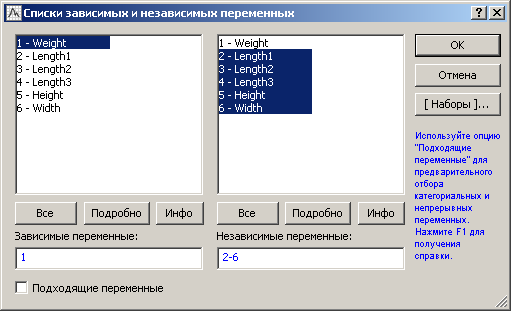 Списки зависимых и независимых переменных
1 - Weight
2 - Length1
3 - Length2
4 - Length3
5 - Height
6 - Width
1 - Weight
2 - Length1
3 - Length2
4 - Length3
5 - Height
6 - Width
OK
Отмена
[ Наборы ]...
Используйте опцию
"Подходящие
переменные" для
предварительного
отбора
категориальных и
непрерывных
переменных.
Нажмите F1 для
получения
справки.
Все Подробно Инфо
Все Подробно Инфо
Зависимые переменные:
1
Независимые переменные:
2-6
Подходящие переменные